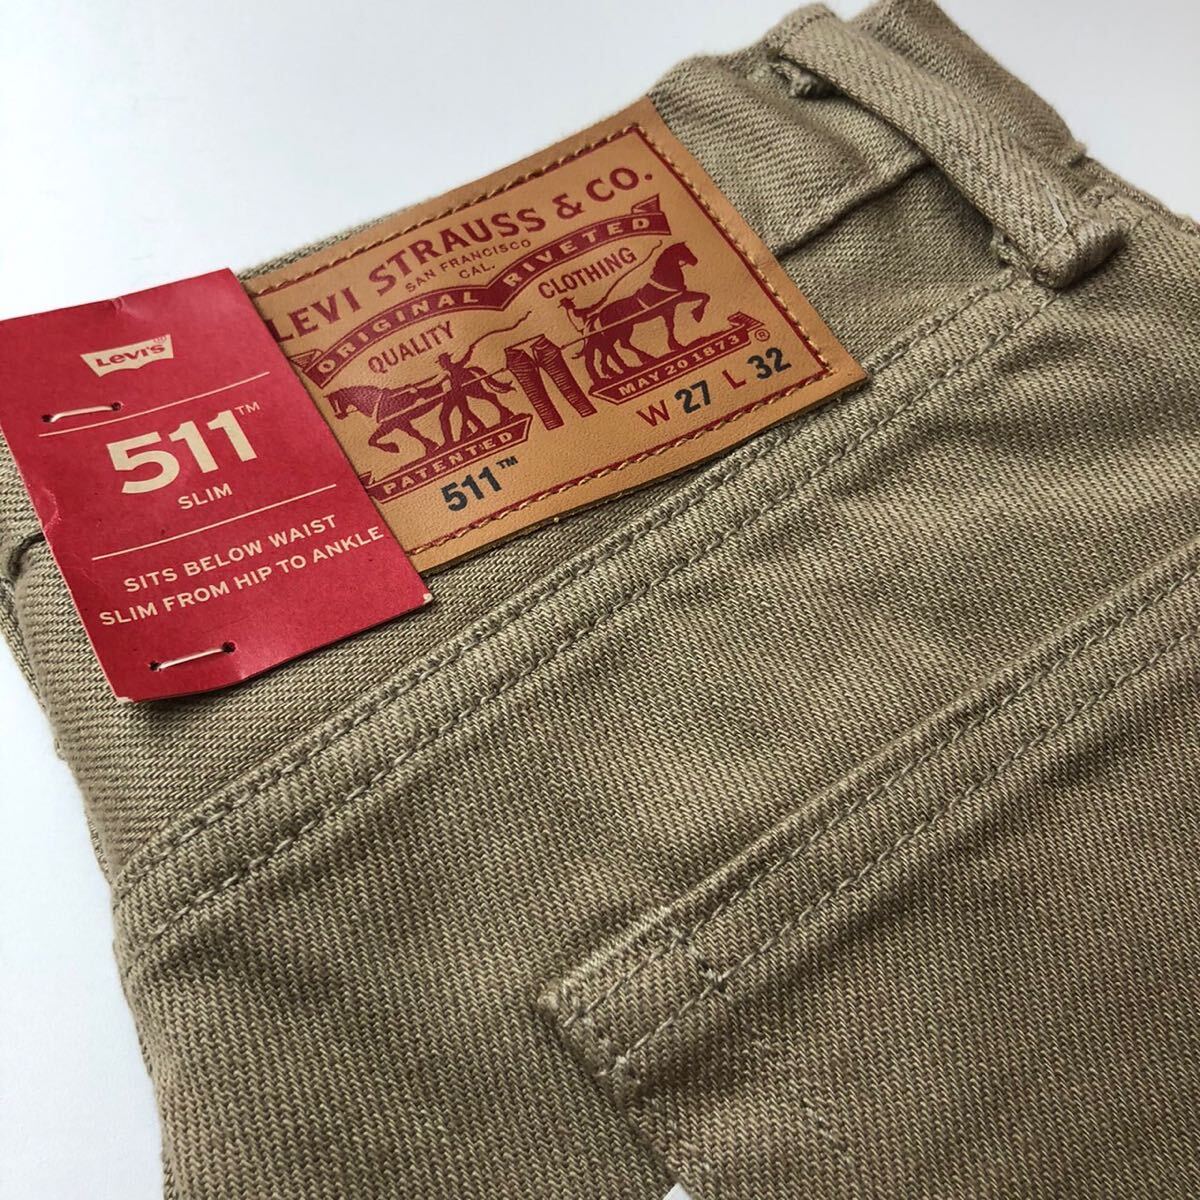 LEVI STRAUSS & CO.
SAN FRANCISCO
CAL.
ORIGINAL RIVETED
QUALITY CLOTHING
PATENTED MAY 20 1873 ®
511™ W 27 L 32
Levi's
511™
SLIM
SITS BELOW WAIST
SLIM FROM HIP TO ANKLE